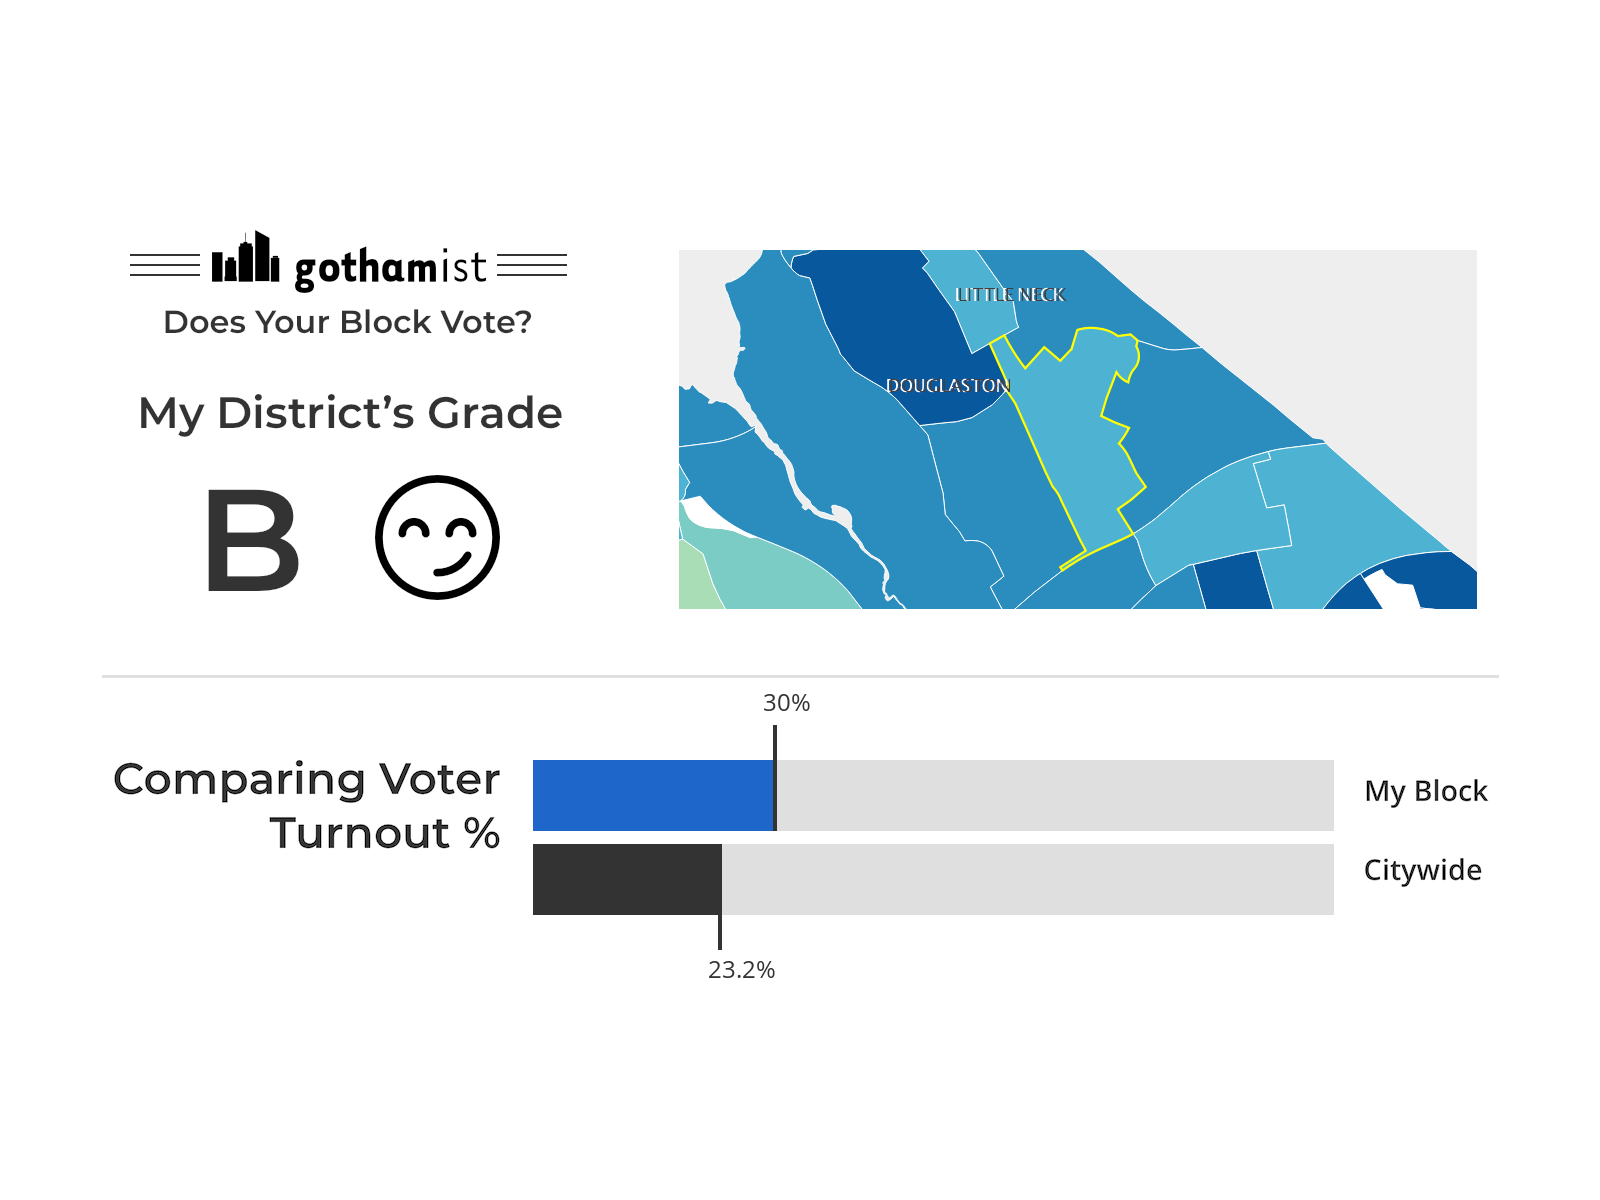 gothamist
Does Your Block Vote?
My District's Grade
B
LITTLE NECK
DOUGLASTON
30%
Comparing Voter
Turnout %
My Block
Citywide
23.2%